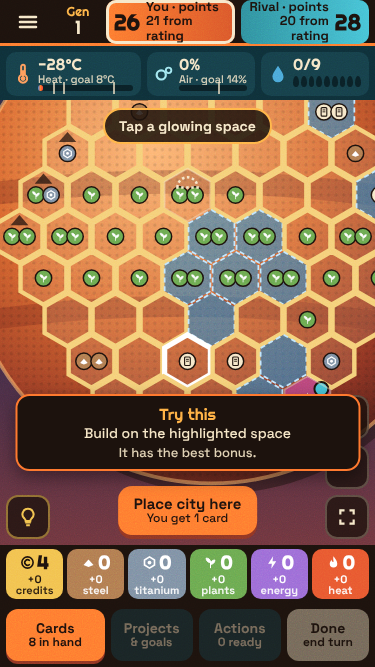 Gen
1
26
You · points
21 from
rating
Rival · points
20 from
rating
28
-28°C
Heat · goal 8°C
0%
Air · goal 14%
0/9
Tap a glowing space
Try this
Build on the highlighted space
It has the best bonus.
Place city here
You get 1 card
4
+0
credits
0
+0
steel
0
+0
titanium
0
+0
plants
0
+0
energy
0
+0
heat
Cards
8 in hand
Projects
& goals
Actions
0 ready
Done
end turn